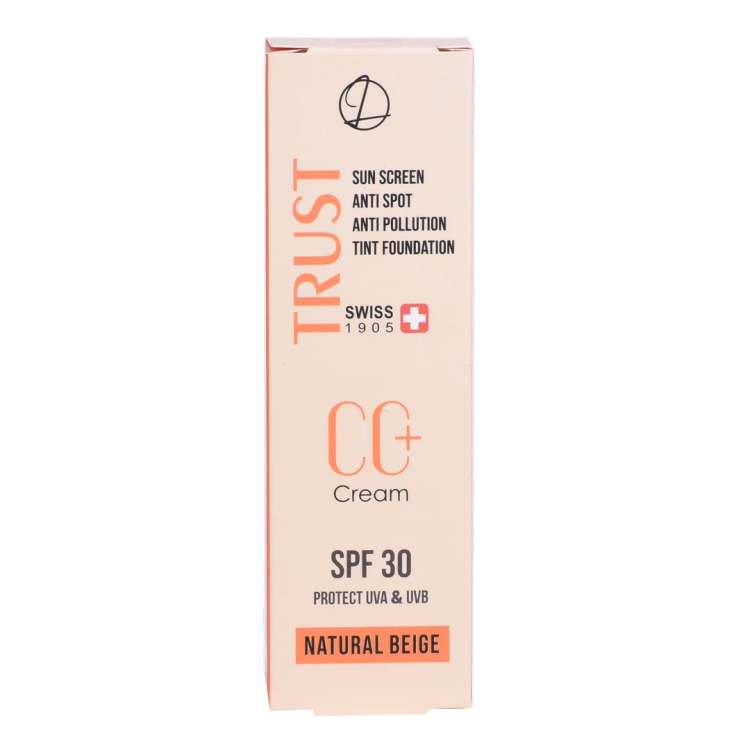 TRUST
SUN SCREEN
ANTI SPOT
ANTI POLLUTION
TINT FOUNDATION
SWISS
1905
CC+
Cream
SPF 30
PROTECT UVA & UVB
NATURAL BEIGE